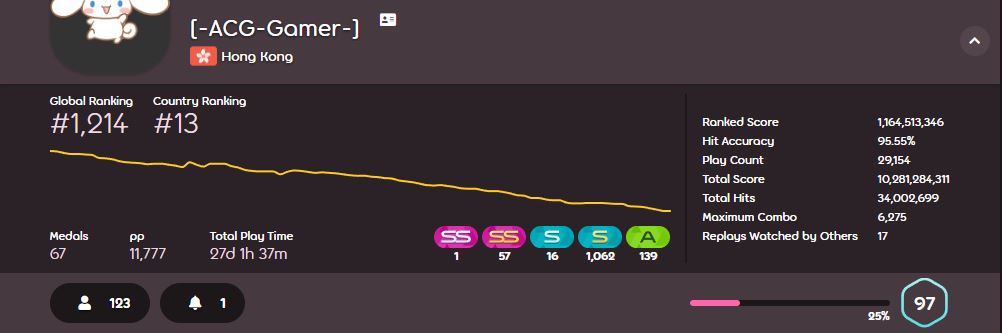 [-ACG-Gamer-]
Hong Kong
Global Ranking Country Ranking
#1,214 #13
Ranked Score 1,164,513,346
Hit Accuracy 95.55%
Play Count 29,154
Total Score 10,281,284,311
Total Hits 34,002,699
Maximum Combo 6,275
Replays Watched by Others 17
Medals pp Total Play Time
67 11,777 27d 1h 37m
SS SS S S A
1 57 16 1,062 139
123 1
25%
97